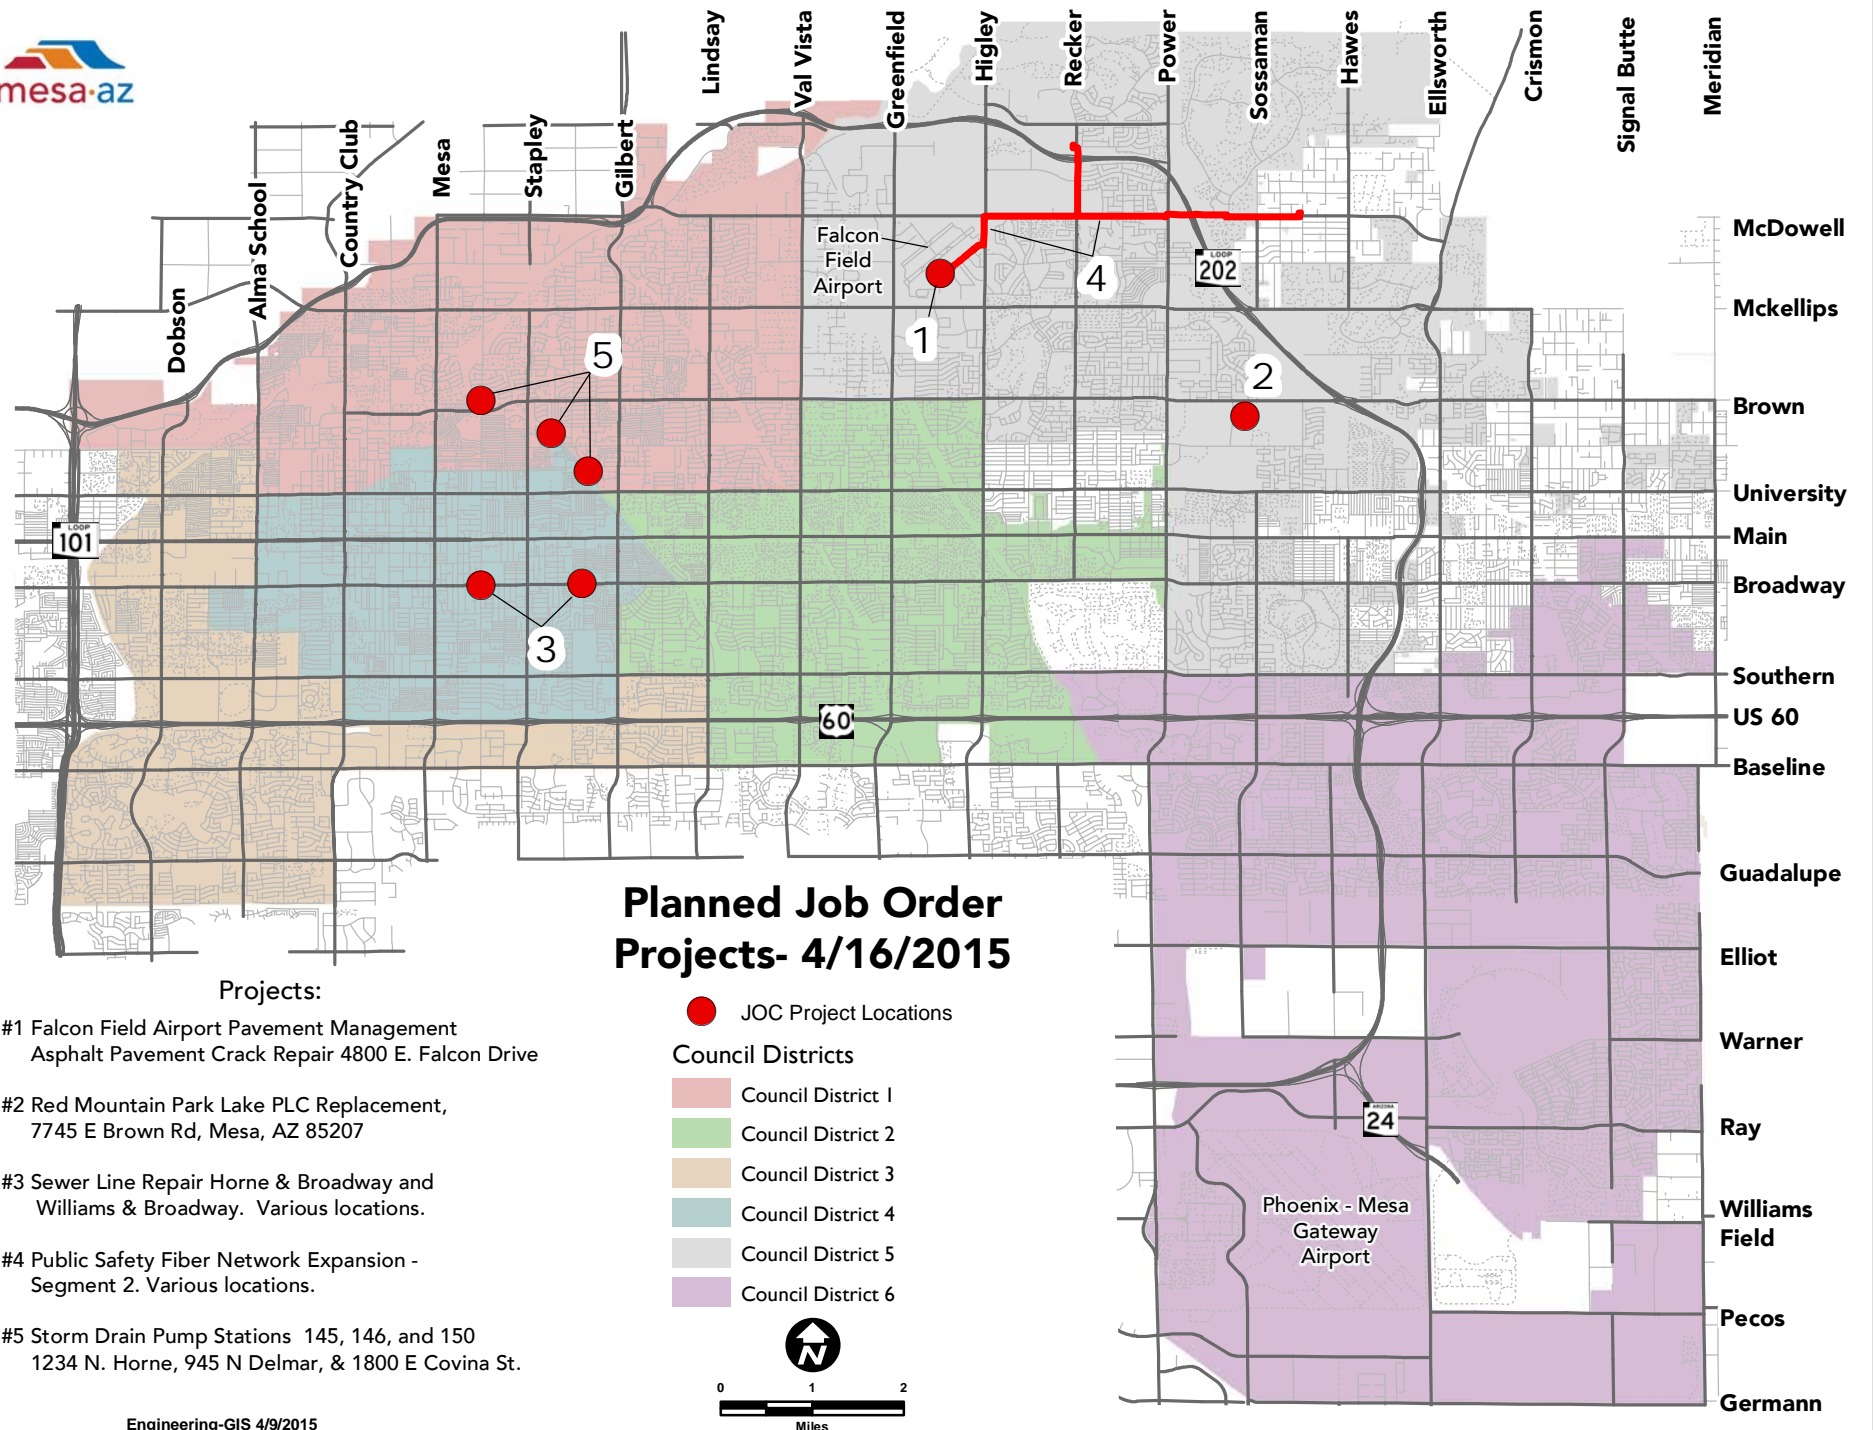 mesa·az
Dobson
Alma School
Country Club
Mesa
Stapley
Gilbert
Lindsay
Val Vista
Greenfield
Higley
Recker
Power
Sossaman
Hawes
Ellsworth
Crismon
Signal Butte
Meridian
McDowell
Mckellips
Brown
University
Main
Broadway
Southern
US 60
Baseline
Guadalupe
Elliot
Warner
Ray
Williams
Field
Pecos
Germann
Falcon
Field
Airport
1
4
LOOP
202
5
2
LOOP
101
3
60
ARIZONA
24
Phoenix - Mesa
Gateway
Airport
Planned Job Order
Projects- 4/16/2015
JOC Project Locations
Council Districts
Council District 1
Council District 2
Council District 3
Council District 4
Council District 5
Council District 6
N
0 1 2
Miles
Projects:
#1 Falcon Field Airport Pavement Management
Asphalt Pavement Crack Repair 4800 E. Falcon Drive
#2 Red Mountain Park Lake PLC Replacement,
7745 E Brown Rd, Mesa, AZ 85207
#3 Sewer Line Repair Horne & Broadway and
Williams & Broadway. Various locations.
#4 Public Safety Fiber Network Expansion -
Segment 2. Various locations.
#5 Storm Drain Pump Stations 145, 146, and 150
1234 N. Horne, 945 N Delmar, & 1800 E Covina St.
Engineering-GIS 4/9/2015